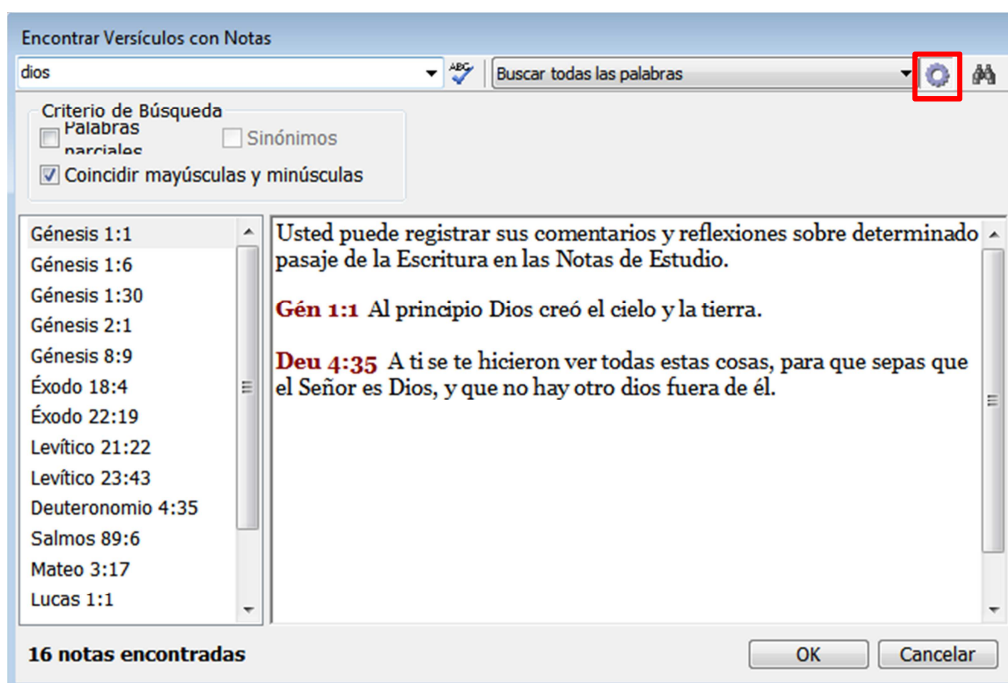 Encontrar Versículos con Notas
dios
ABC
Buscar todas las palabras
Criterio de Búsqueda
Palabras
parciales
Sinónimos
Coincidir mayúsculas y minúsculas
Génesis 1:1
Génesis 1:6
Génesis 1:30
Génesis 2:1
Génesis 8:9
Éxodo 18:4
Éxodo 22:19
Levítico 21:22
Levítico 23:43
Deuteronomio 4:35
Salmos 89:6
Mateo 3:17
Lucas 1:1
Usted puede registrar sus comentarios y reflexiones sobre determinado
pasaje de la Escritura en las Notas de Estudio.
Gén 1:1 Al principio Dios creó el cielo y la tierra.
Deu 4:35 A ti se te hicieron ver todas estas cosas, para que sepas que
el Señor es Dios, y que no hay otro dios fuera de él.
16 notas encontradas
OK
Cancelar